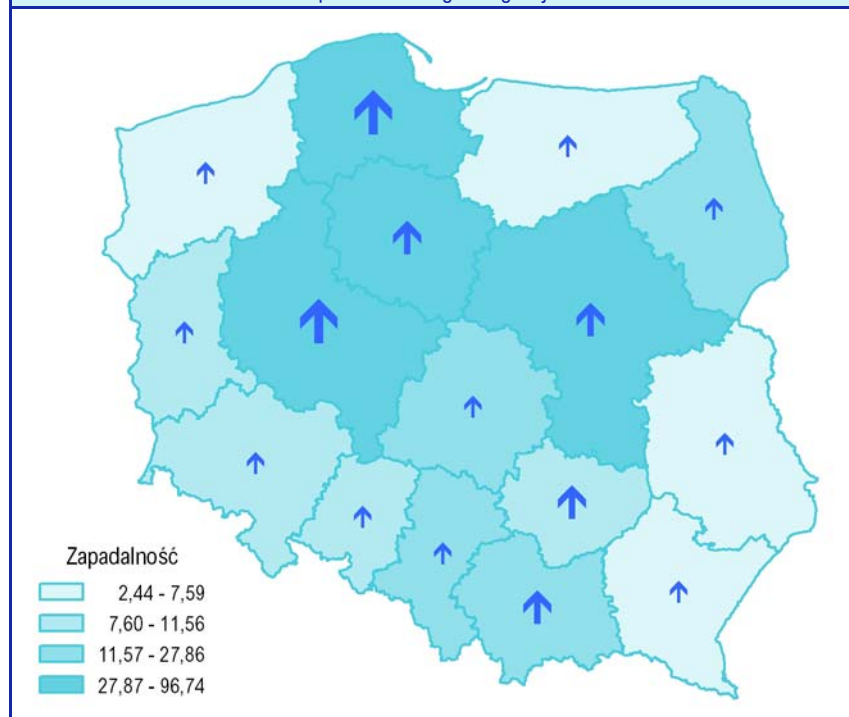 Zapadalność
2,44 - 7,59
7,60 - 11,56
11,57 - 27,86
27,87 - 96,74